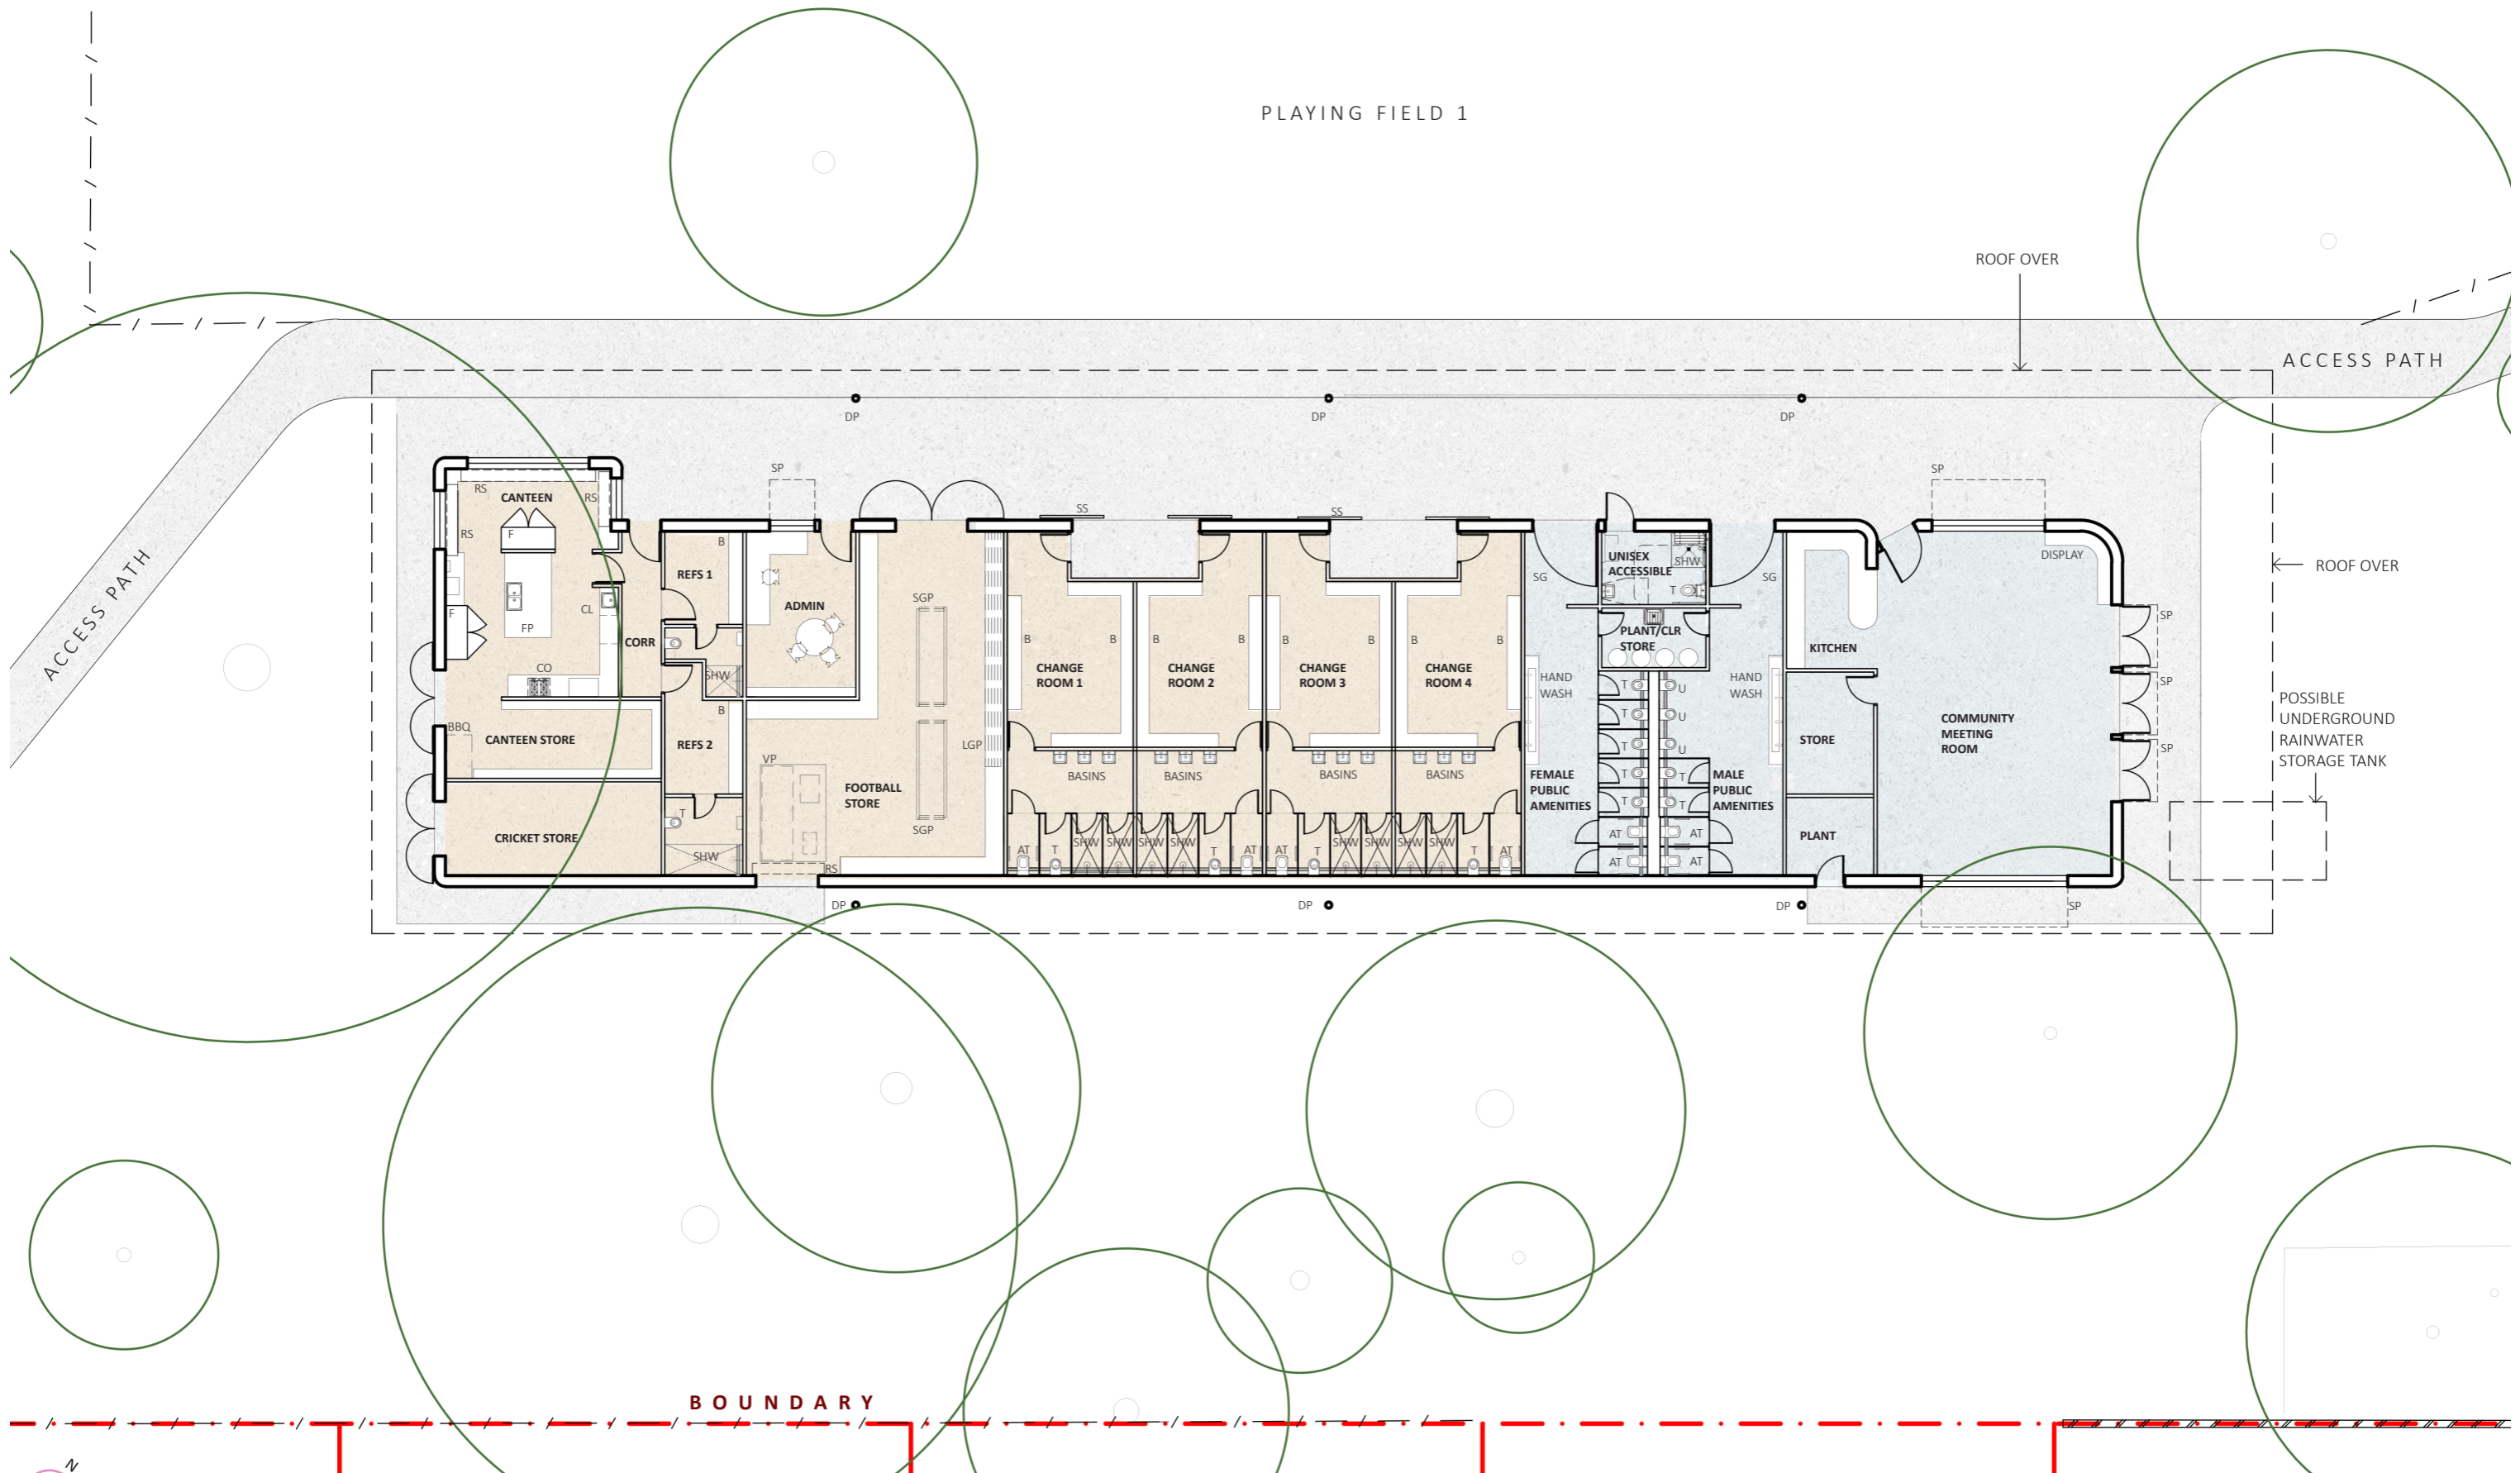 PLAYING FIELD 1
ROOF OVER
ACCESS PATH
DP
DP
DP
SP
SP
RS
CANTEEN
RS
SS
SS
RS
F
B
DISPLAY
UNISEX
ACCESSIBLE
SHW
ROOF OVER
ACCESS PATH
REFS 1
SG
SG
T
F
CL
ADMIN
SGP
SP
FP
CORR
PLANT/CLR
STORE
B
B
B
B
B
B
B
B
KITCHEN
CO
SHW
CHANGE
ROOM 1
CHANGE
ROOM 2
CHANGE
ROOM 3
CHANGE
ROOM 4
HAND
WASH
T
U
HAND
WASH
SP
B
T
U
COMMUNITY
MEETING
ROOM
POSSIBLE
UNDERGROUND
RAINWATER
STORAGE TANK
BBQ
CANTEEN STORE
REFS 2
LGP
T
U
STORE
SP
VP
BASINS
BASINS
BASINS
BASINS
FOOTBALL
STORE
FEMALE
PUBLIC
AMENITIES
T
T
T
T
MALE
PUBLIC
AMENITIES
T
SGP
CRICKET STORE
AT
AT
PLANT
SHW
RS
AT
T
SHW
SHW
SHW
SHW
T
AT
AT
T
SHW
SHW
SHW
SHW
T
AT
AT
AT
DP
DP
DP
SP
BOUNDARY
N